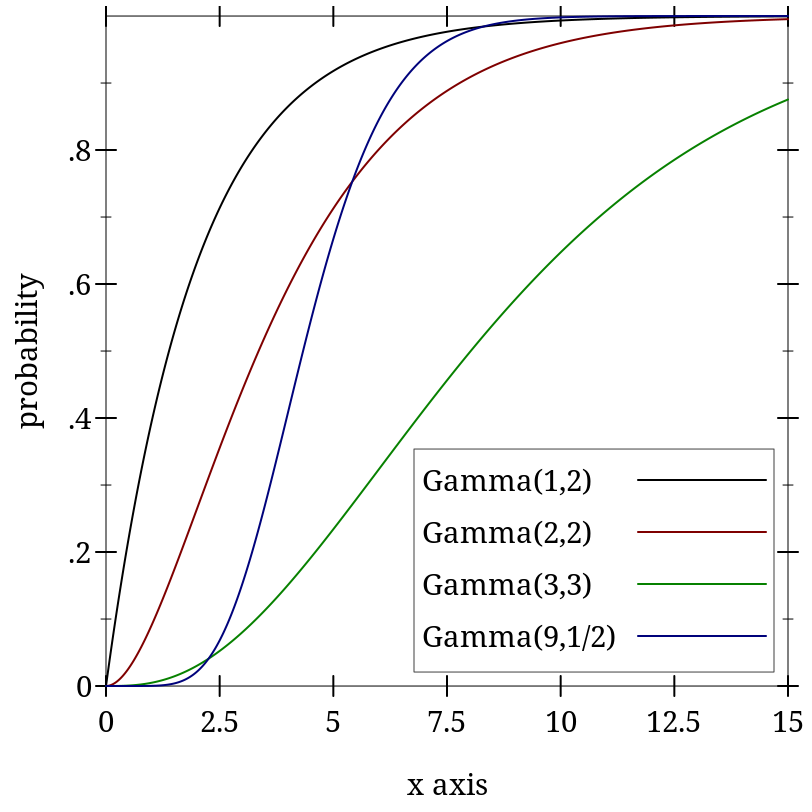 .8
.6
.4
.2
0
probability
Gamma(1,2)
Gamma(2,2)
Gamma(3,3)
Gamma(9,1/2)
0 2.5 5 7.5 10 12.5 15
x axis